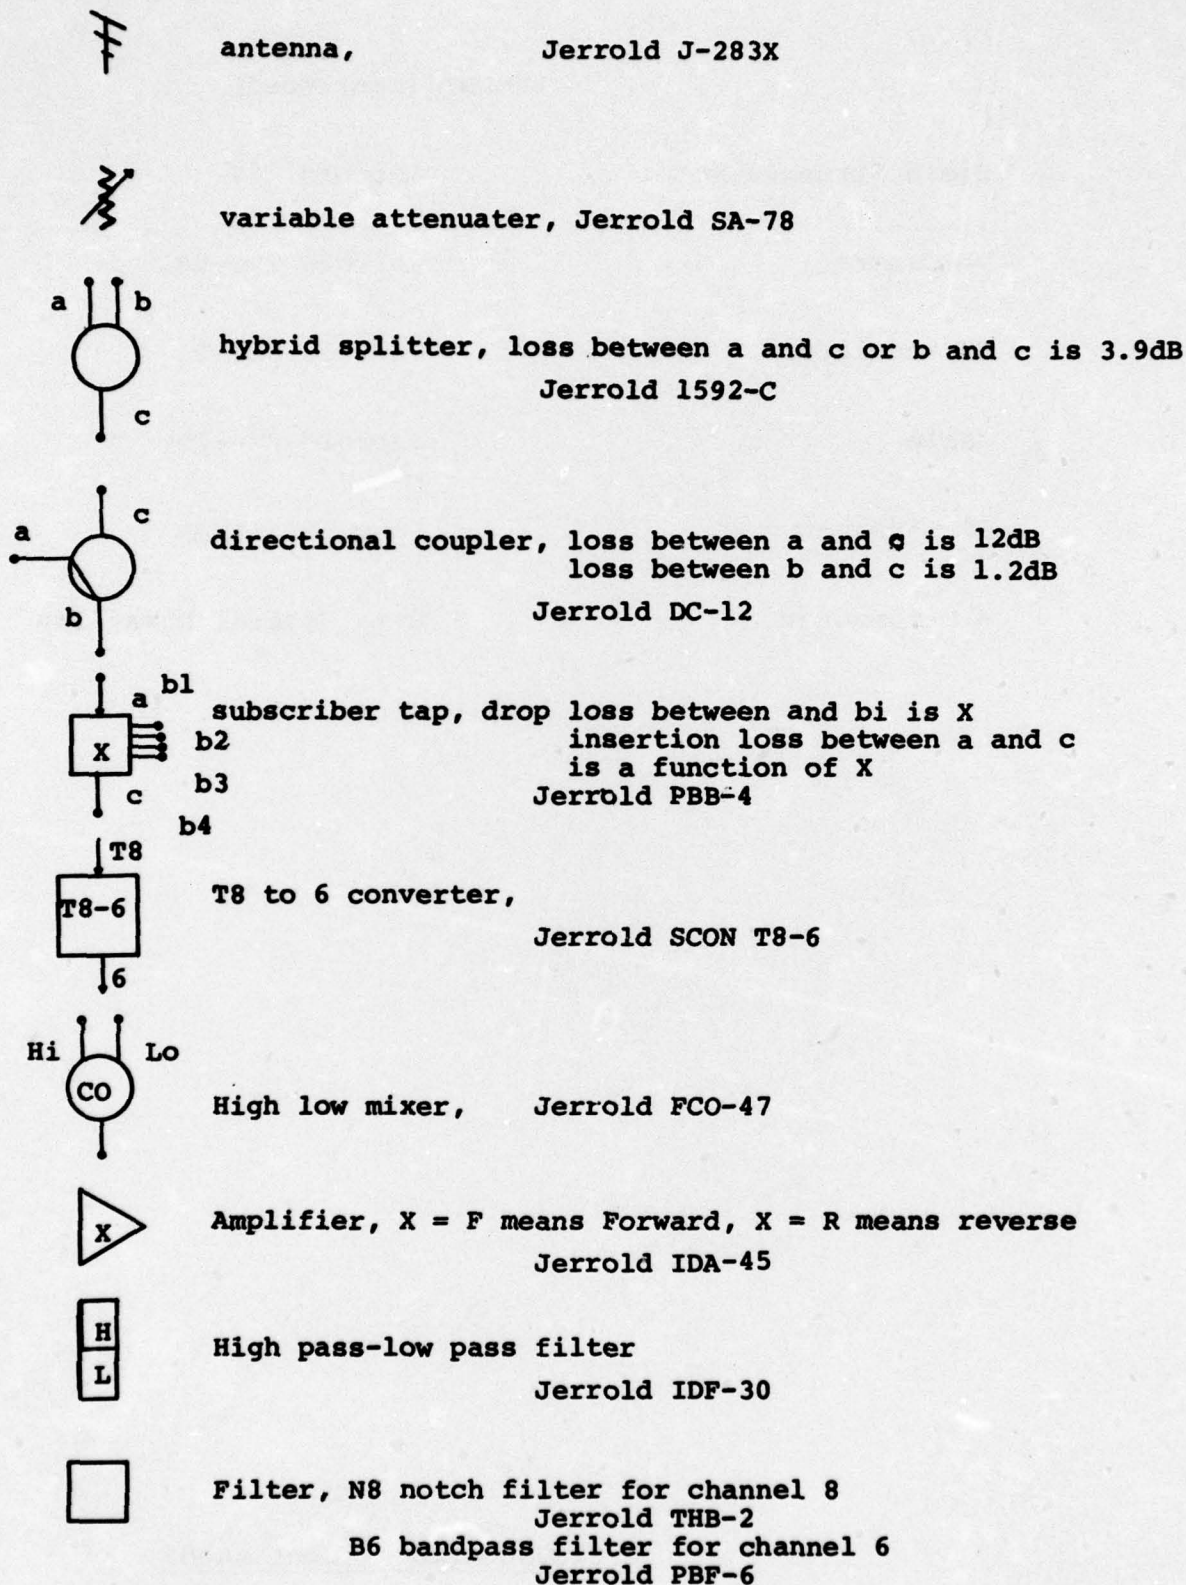 antenna, Jerrold J-283X
variable attenuater, Jerrold SA-78
a b
hybrid splitter, loss between a and c or b and c is 3.9dB
Jerrold 1592-C
c
c
a
directional coupler, loss between a and c is 12dB
loss between b and c is 1.2dB
Jerrold DC-12
b
a b1
subscriber tap, drop loss between and bi is X
X b2 insertion loss between a and c
is a function of X
c b3
Jerrold PBB-4
b4
T8
T8-6
T8 to 6 converter,
Jerrold SCON T8-6
6
Hi Lo
CO
High low mixer, Jerrold FCO-47
X
Amplifier, X = F means Forward, X = R means reverse
Jerrold IDA-45
H
High pass-low pass filter
L
Jerrold IDF-30
Filter, N8 notch filter for channel 8
Jerrold THB-2
B6 bandpass filter for channel 6
Jerrold PBF-6